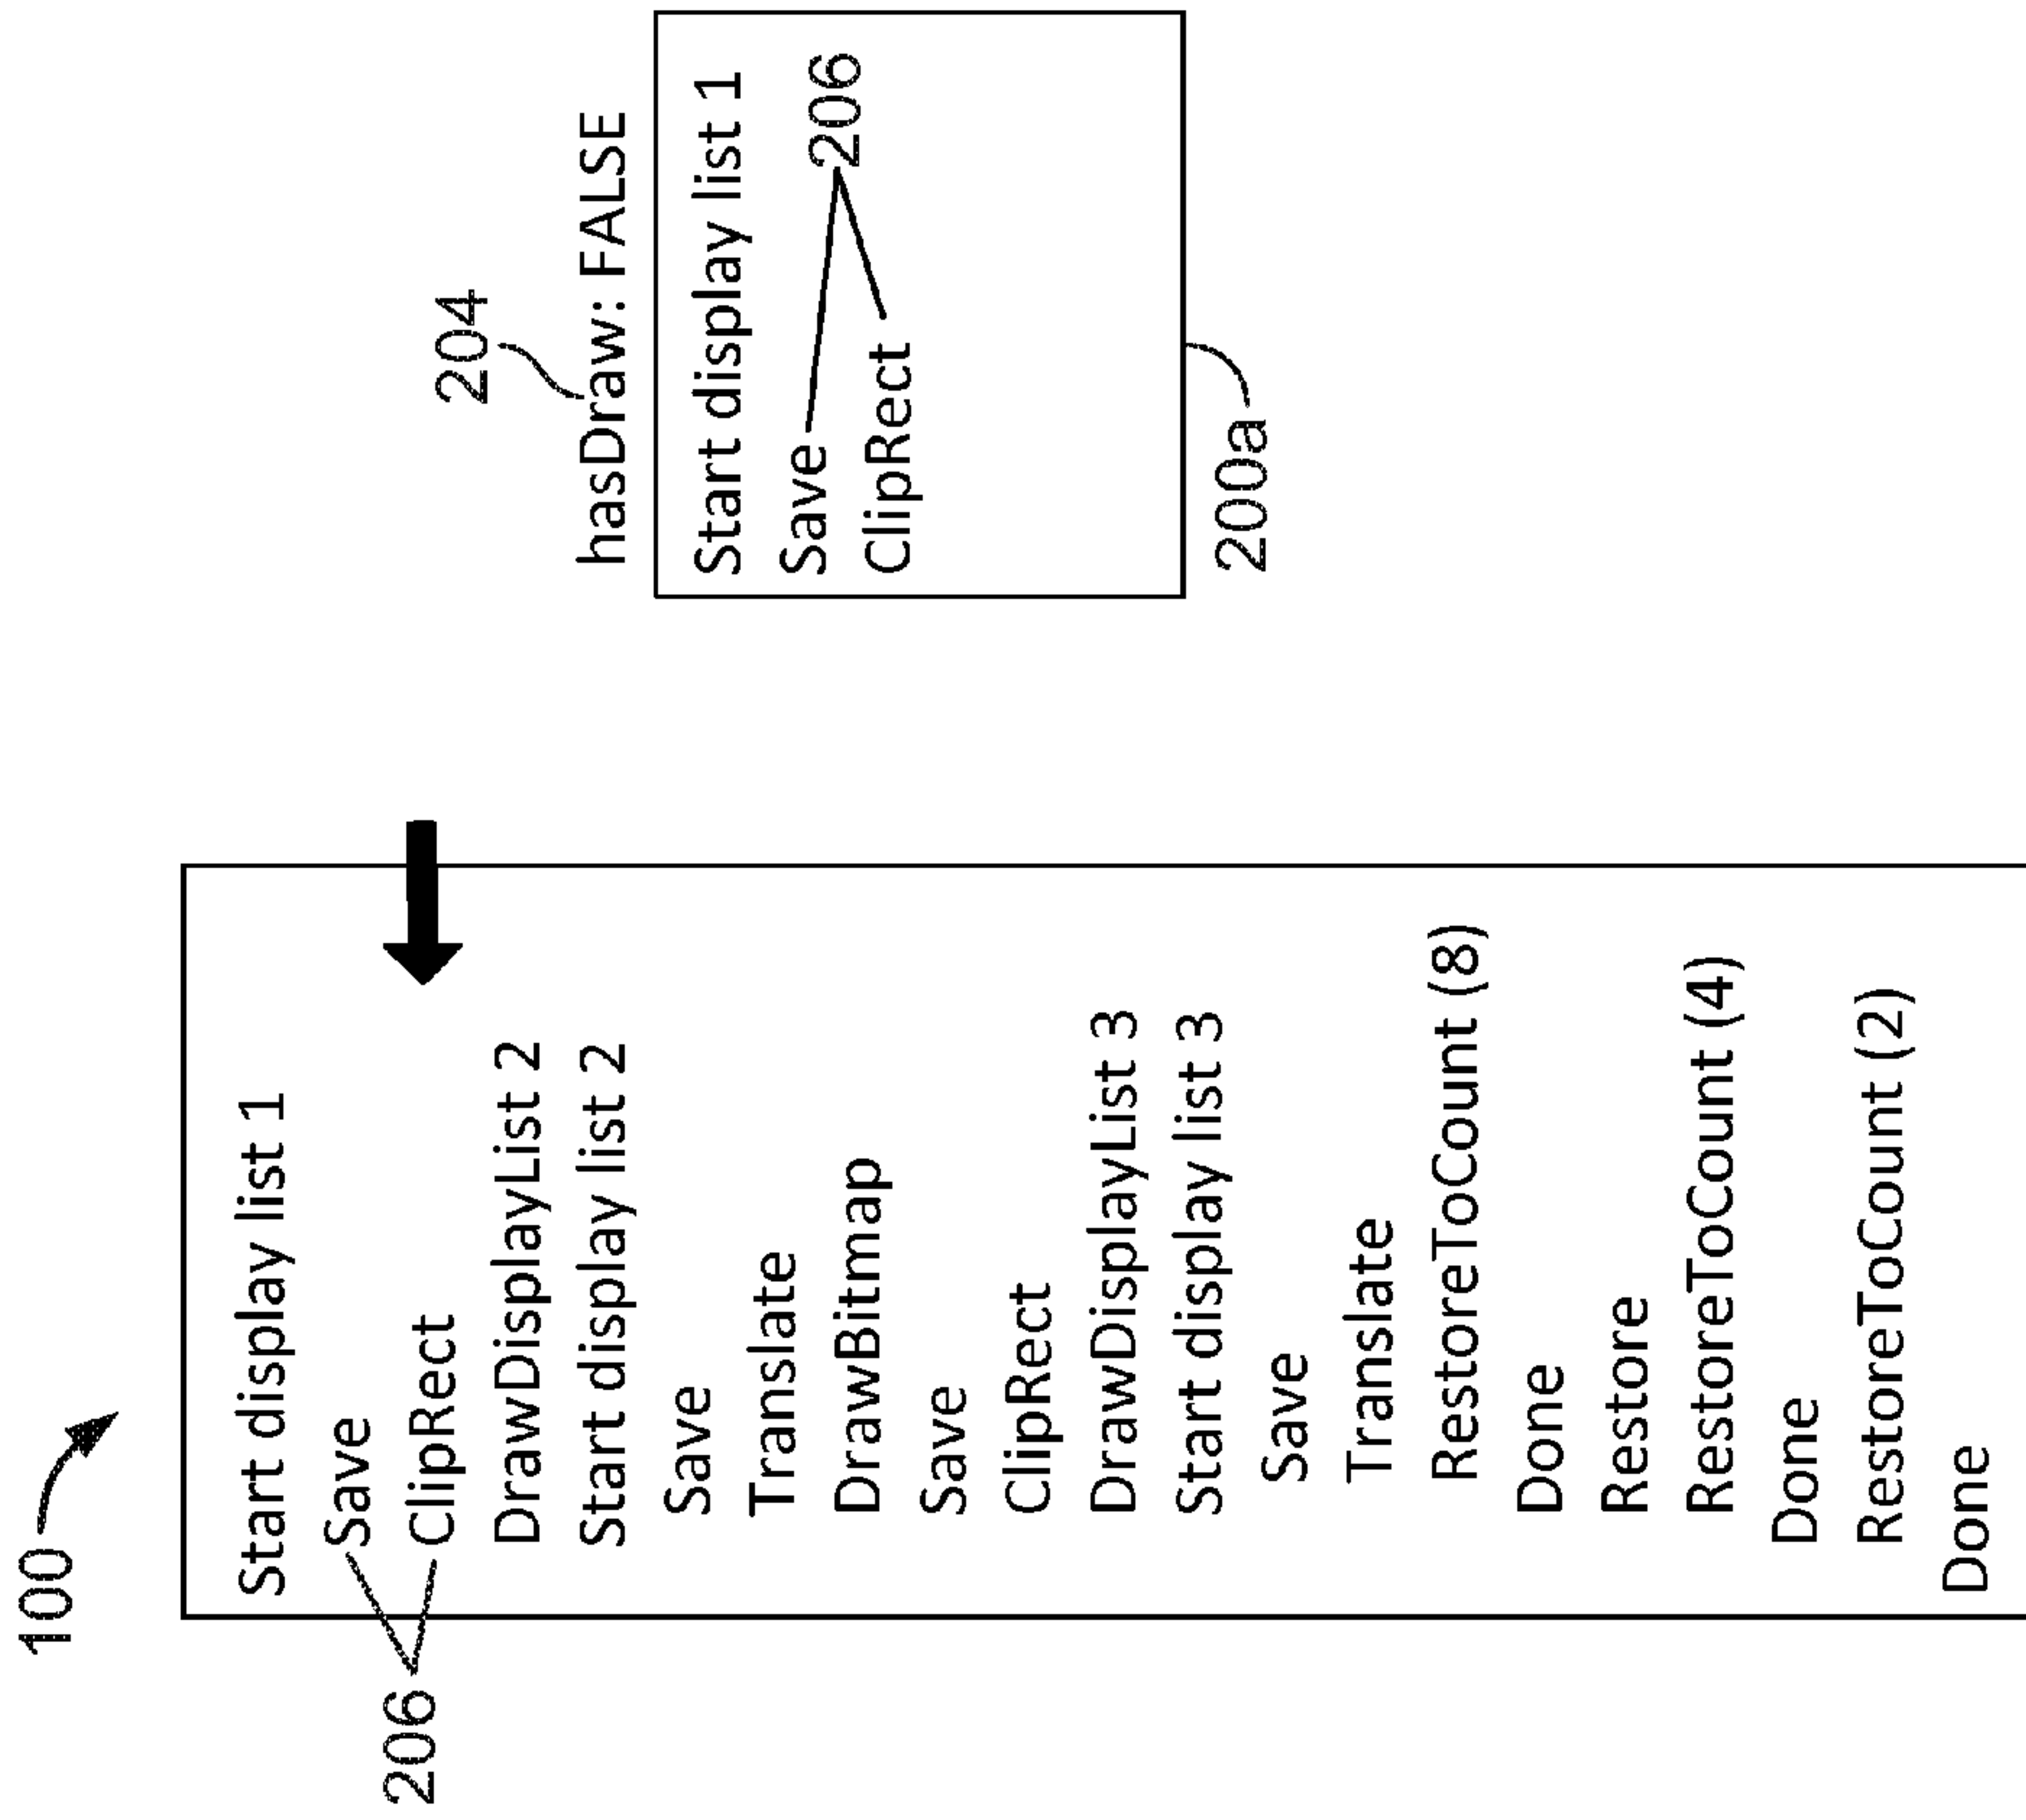 100
206
Start display list 1
Save
ClipRect
DrawDisplayList 2
Start display list 2
Save
Translate
DrawBitmap
Save
ClipRect
DrawDisplayList 3
Start display list 3
Save
Translate
RestoreToCount (8)
Done
Restore
RestoreToCount (4)
Done
RestoreToCount (2)
Done
204
hasDraw: FALSE
Start display list 1
Save
206
ClipRect
200a